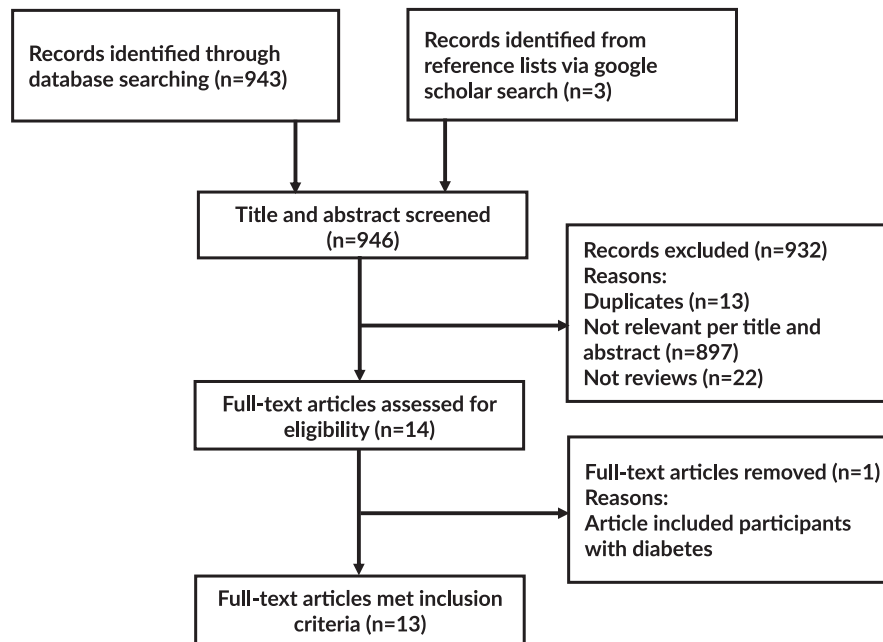 Records identified through
database searching (n=943)
Records identified from
reference lists via google
scholar search (n=3)
Title and abstract screened
(n=946)
Records excluded (n=932)
Reasons:
Duplicates (n=13)
Not relevant per title and
abstract (n=897)
Not reviews (n=22)
Full-text articles assessed for
eligibility (n=14)
Full-text articles removed (n=1)
Reasons:
Article included participants
with diabetes
Full-text articles met inclusion
criteria (n=13)